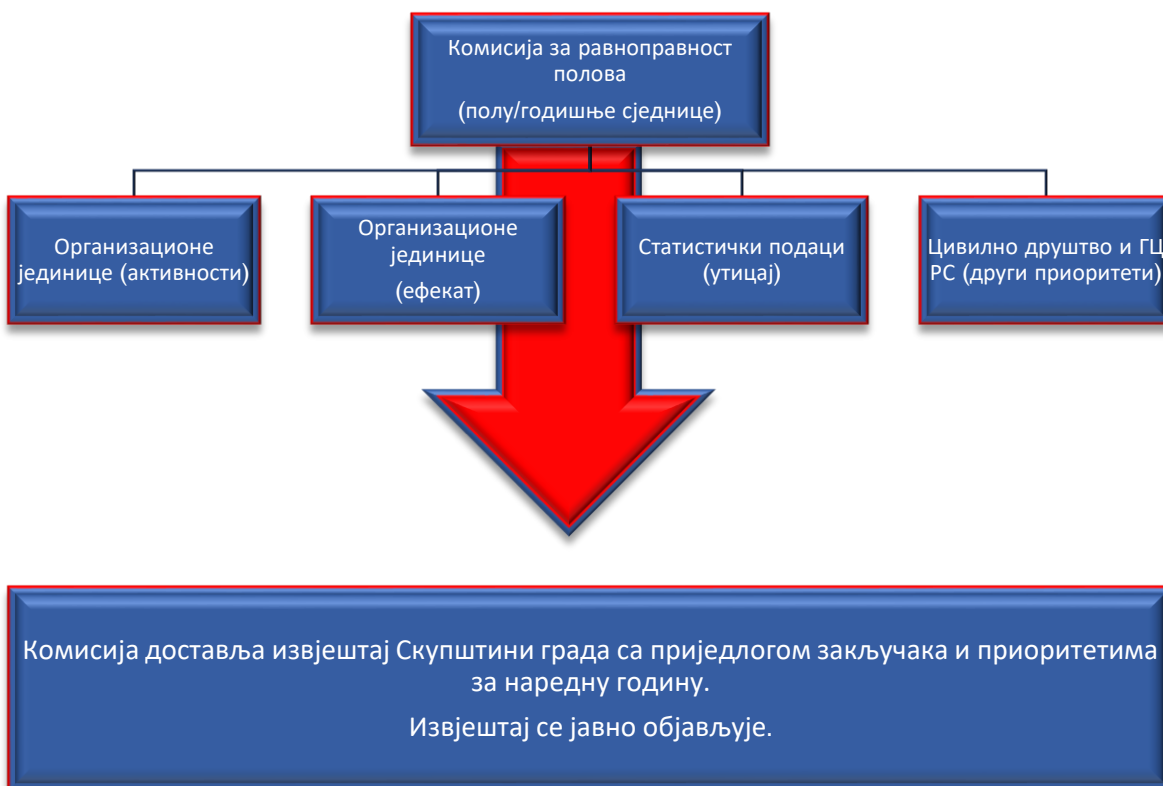 Комисија за равноправност
полова
(полу/годишње сједнице)
Организационе
јединице (активности)
Организационе
јединице
(ефекат)
Статистички подаци
(утицај)
Цивилно друштво и ГЦ
РС (други приоритети)
Комисија доставља извјештај Скупштини града са приједлогом закључака и приоритетима
за наредну годину.
Извјештај се јавно објављује.